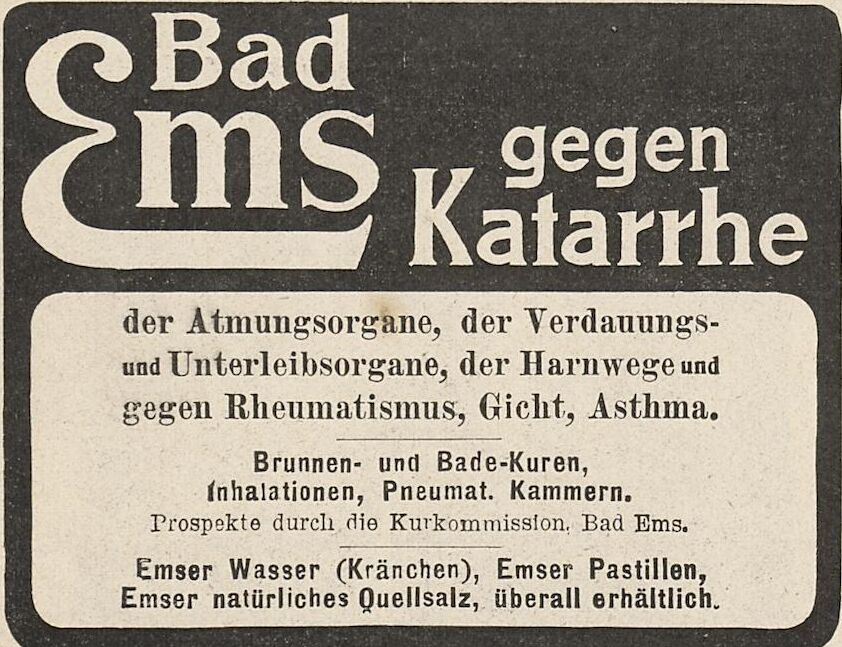 Bad
Ems
gegen
Katarrhe
der Atmungsorgane, der Verdauungs-
und Unterleibsorgane, der Harnwege und
gegen Rheumatismus, Gicht, Asthma.
Brunnen- und Bade-Kuren,
Inhalationen, Pneumat. Kammern.
Prospekte durch die Kurkommission, Bad Ems.
Emser Wasser (Kränchen), Emser Pastillen,
Emser natürliches Quellsalz, überall erhältlich.